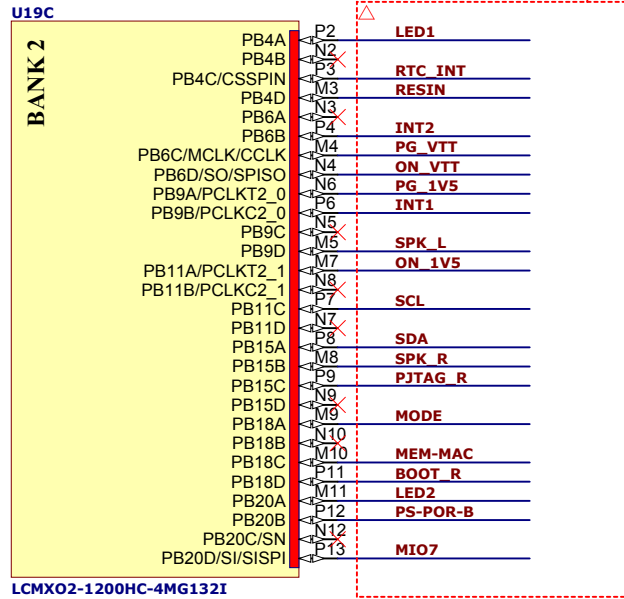 U19C
BANK 2
PB4A P2 LED1
PB4B N2
PB4C/CSSPIN P3 RTC_INT
PB4D M3 RESIN
PB6A N3
PB6B P4 INT2
PB6C/MCLK/CCLK M4 PG_VTT
PB6D/SO/SPISO N4 ON_VTT
PB9A/PCLKT2_0 N6 PG_1V5
PB9B/PCLKC2_0 P6 INT1
PB9C N5
PB9D M5 SPK_L
PB11A/PCLKT2_1 M7 ON_1V5
PB11B/PCLKC2_1 N8
PB11C P7 SCL
PB11D N7
PB15A P8 SDA
PB15B M8 SPK_R
PB15C P9 PJTAG_R
PB15D N9
PB18A M9 MODE
PB18B N10
PB18C M10 MEM-MAC
PB18D P11 BOOT_R
PB20A M11 LED2
PB20B P12 PS-POR-B
PB20C/SN N12
PB20D/SI/SISPI P13 MIO7
LCMXO2-1200HC-4MG132I